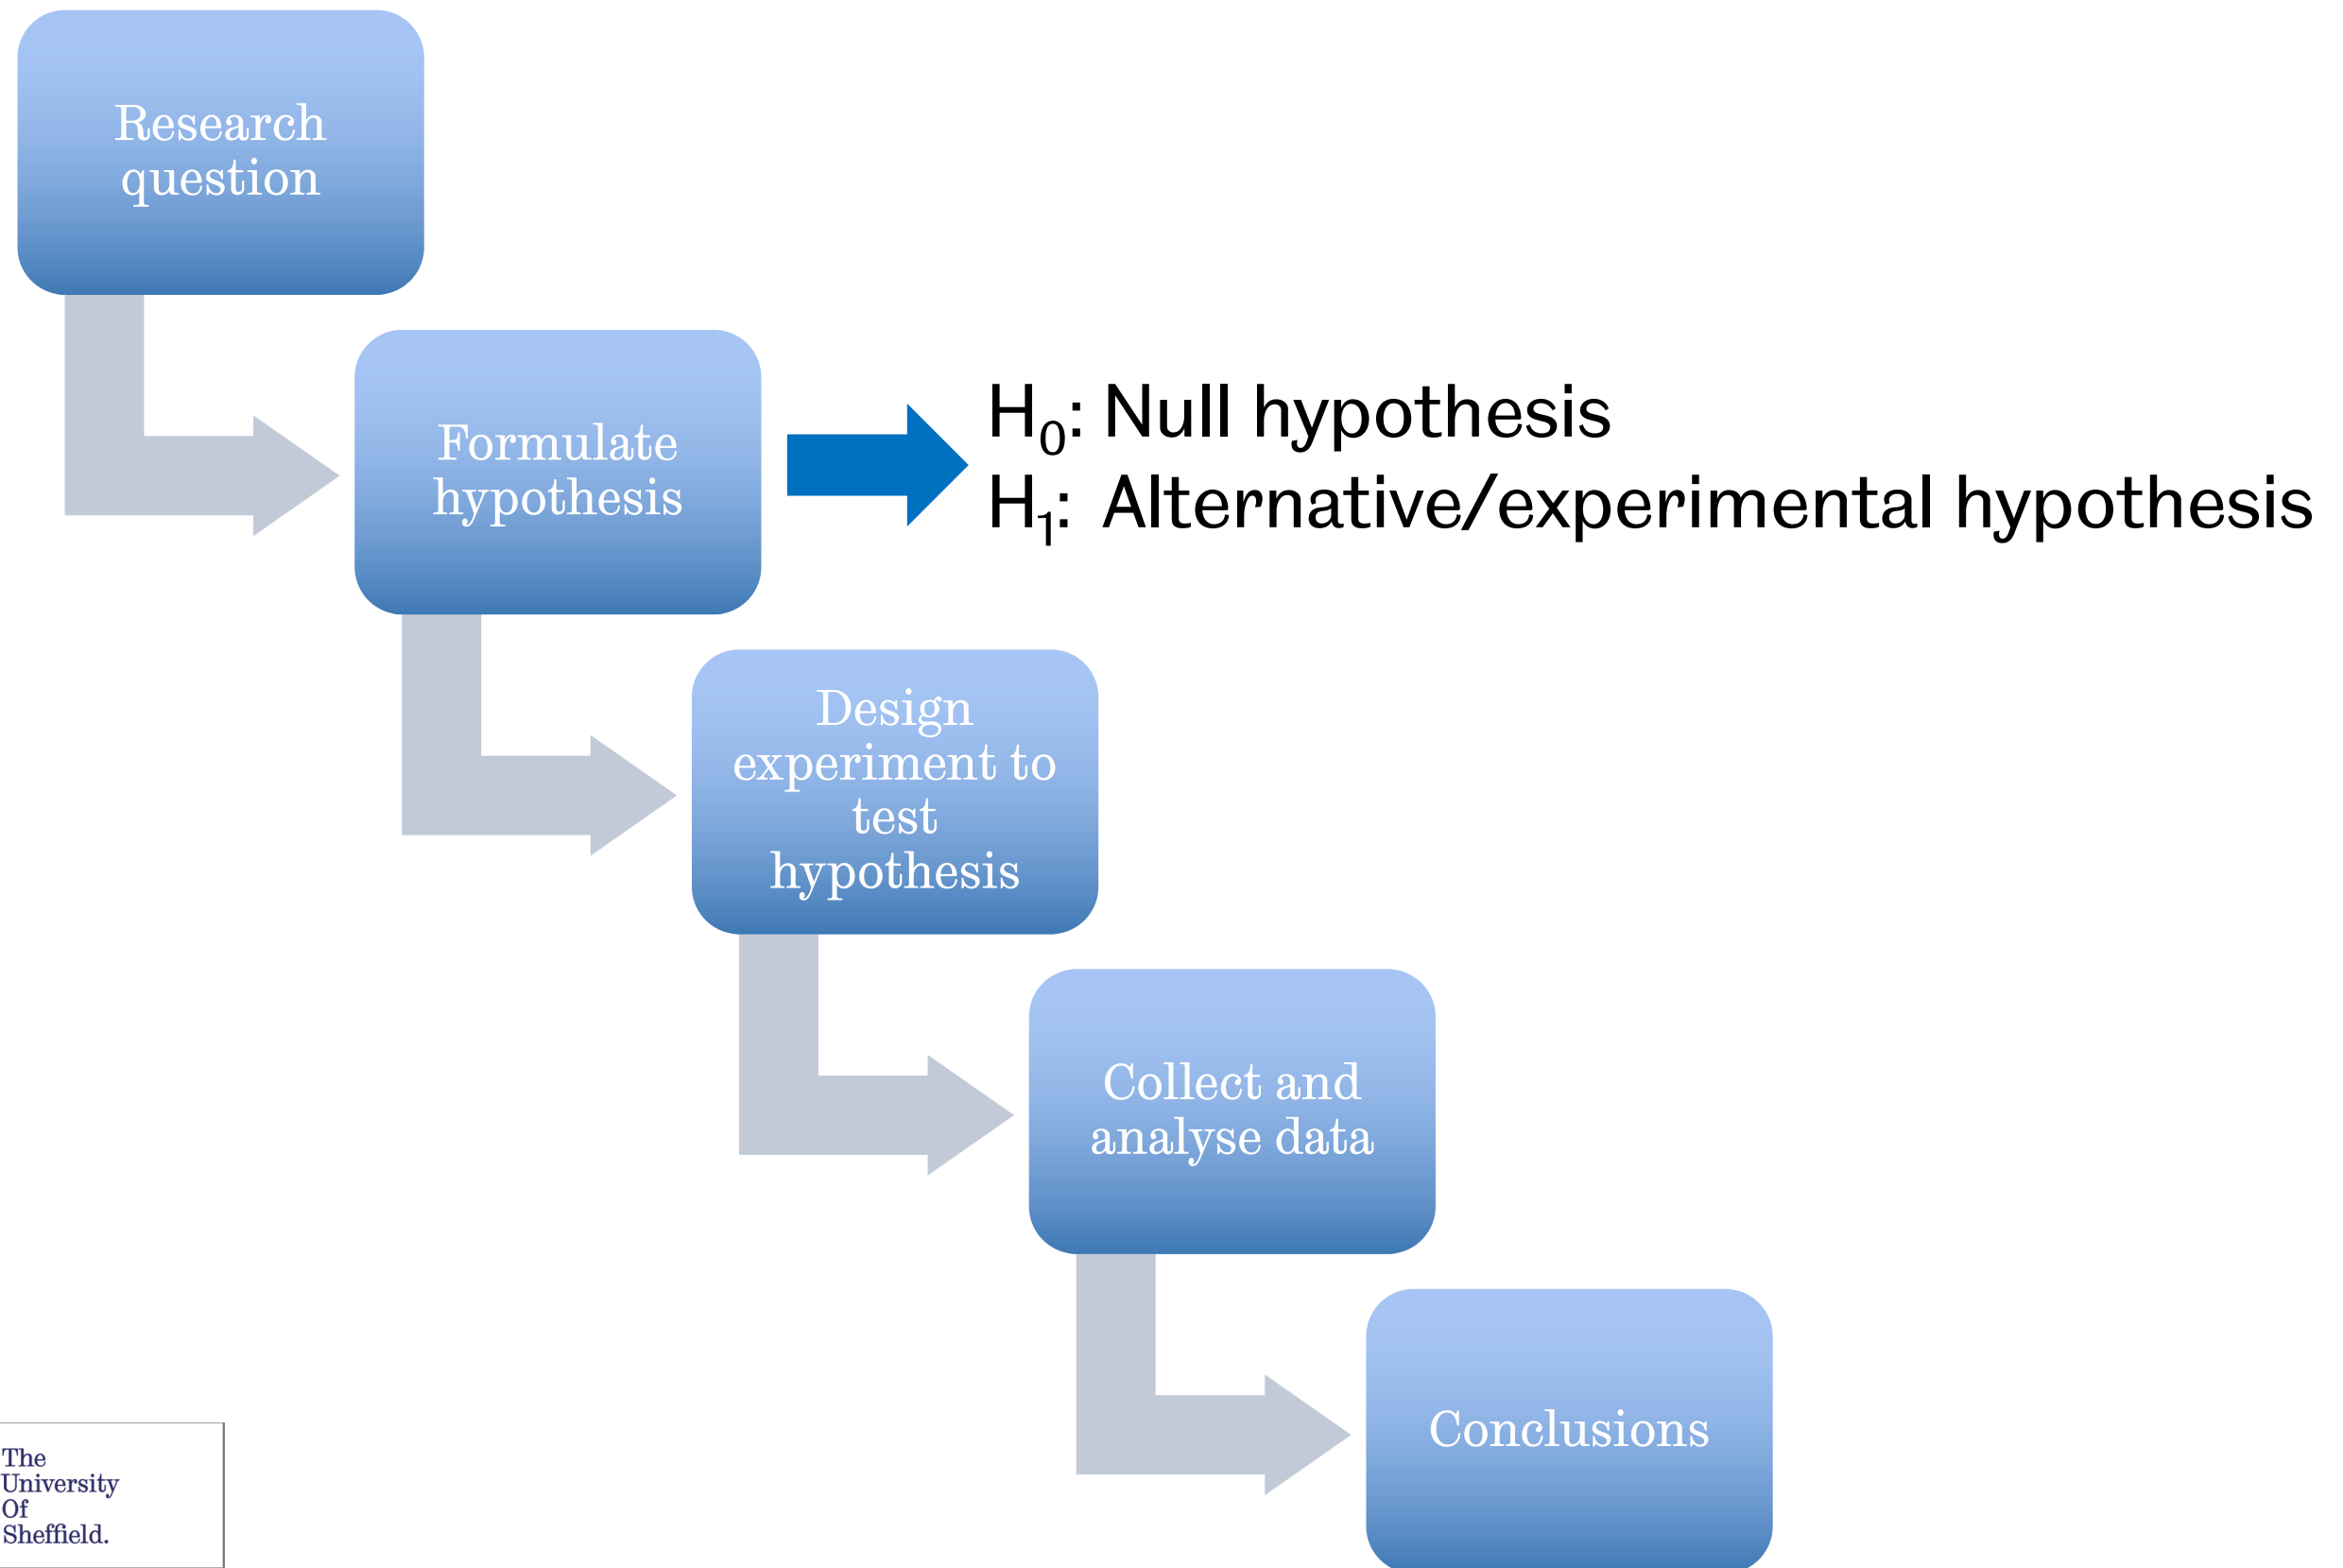 Research
question
Formulate
hypothesis
H₀: Null hypothesis
H₁: Alternative/experimental hypothesis
Design
experiment to
test
hypothesis
Collect and
analyse data
Conclusions
The
University
Of
Sheffield.